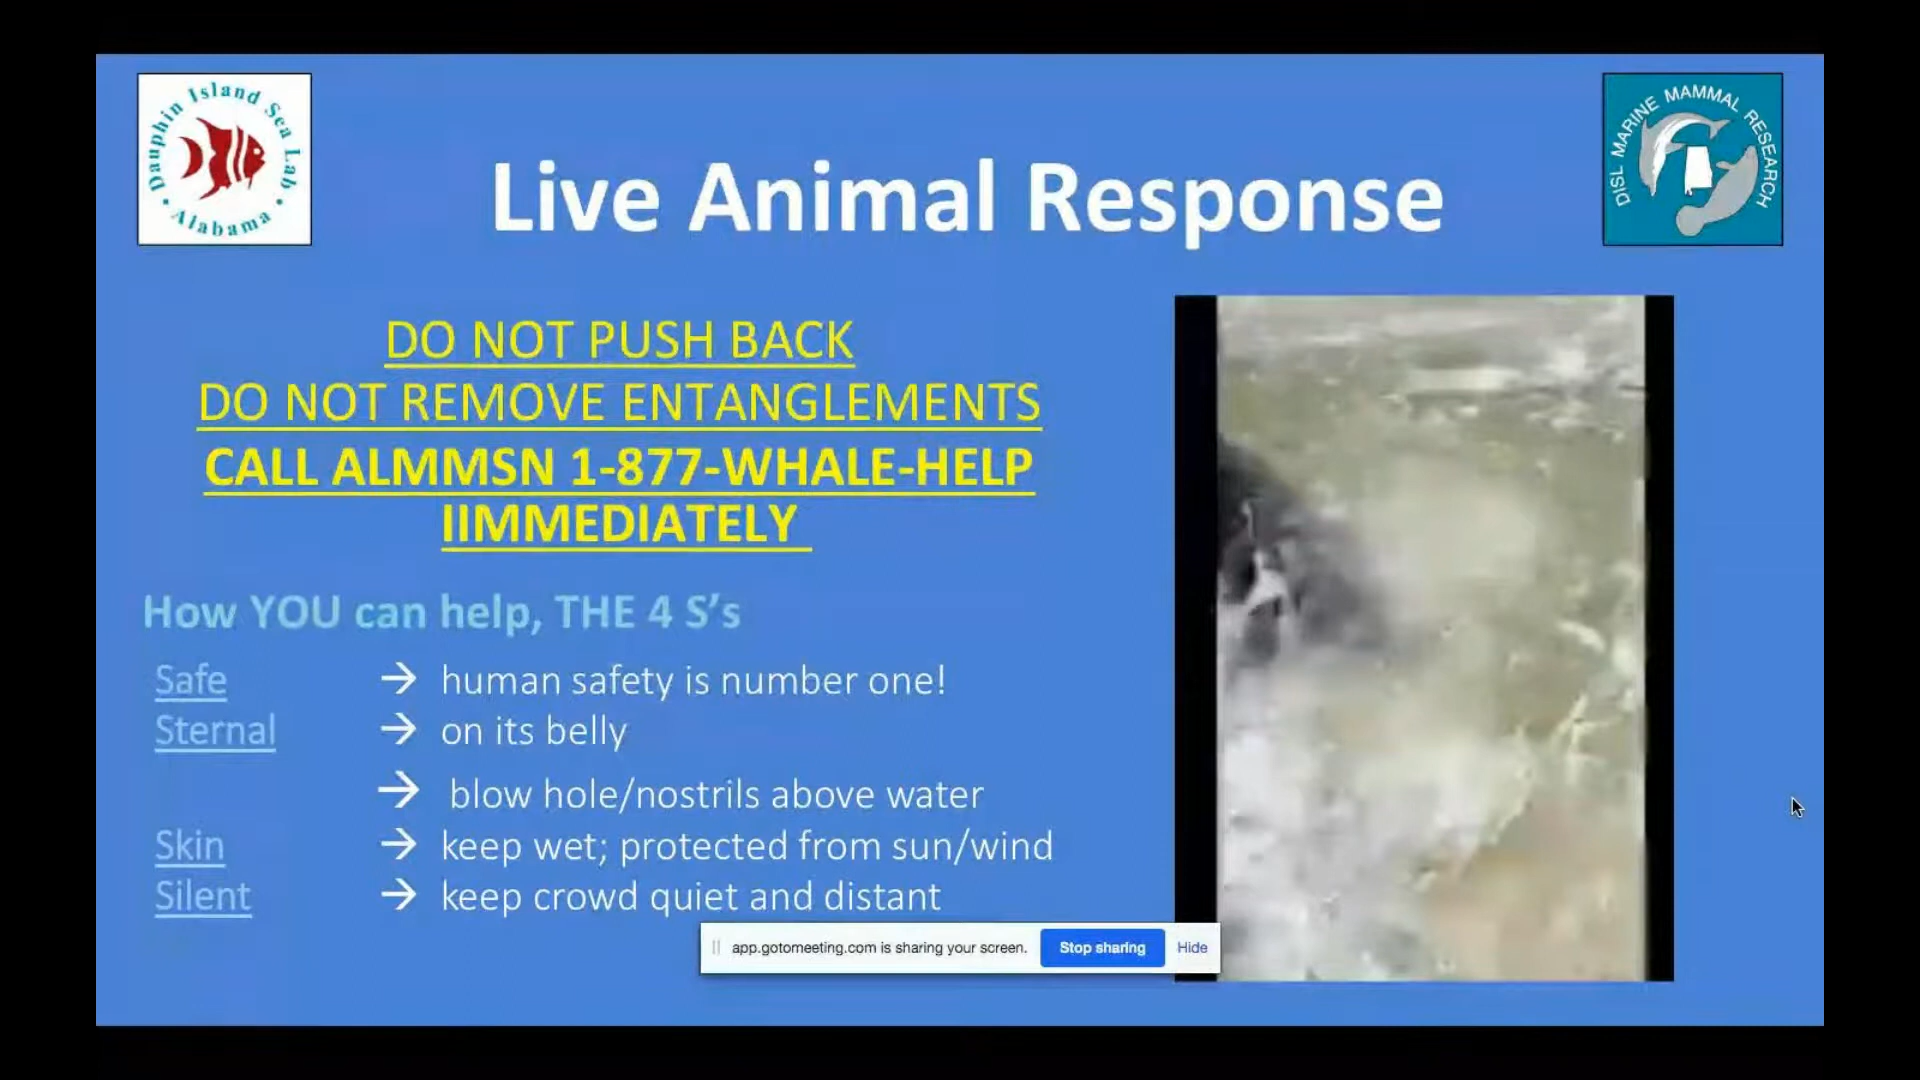 Dauphin Island Sea Lab
• Alabama •
DISL MARINE MAMMAL RESEARCH
Live Animal Response
DO NOT PUSH BACK
DO NOT REMOVE ENTANGLEMENTS
CALL ALMMSN 1-877-WHALE-HELP
IIMMEDIATELY
How YOU can help, THE 4 S’s
Safe → human safety is number one!
Sternal → on its belly
→ blow hole/nostrils above water
Skin → keep wet; protected from sun/wind
Silent → keep crowd quiet and distant
app.gotomeeting.com is sharing your screen. Stop sharing Hide